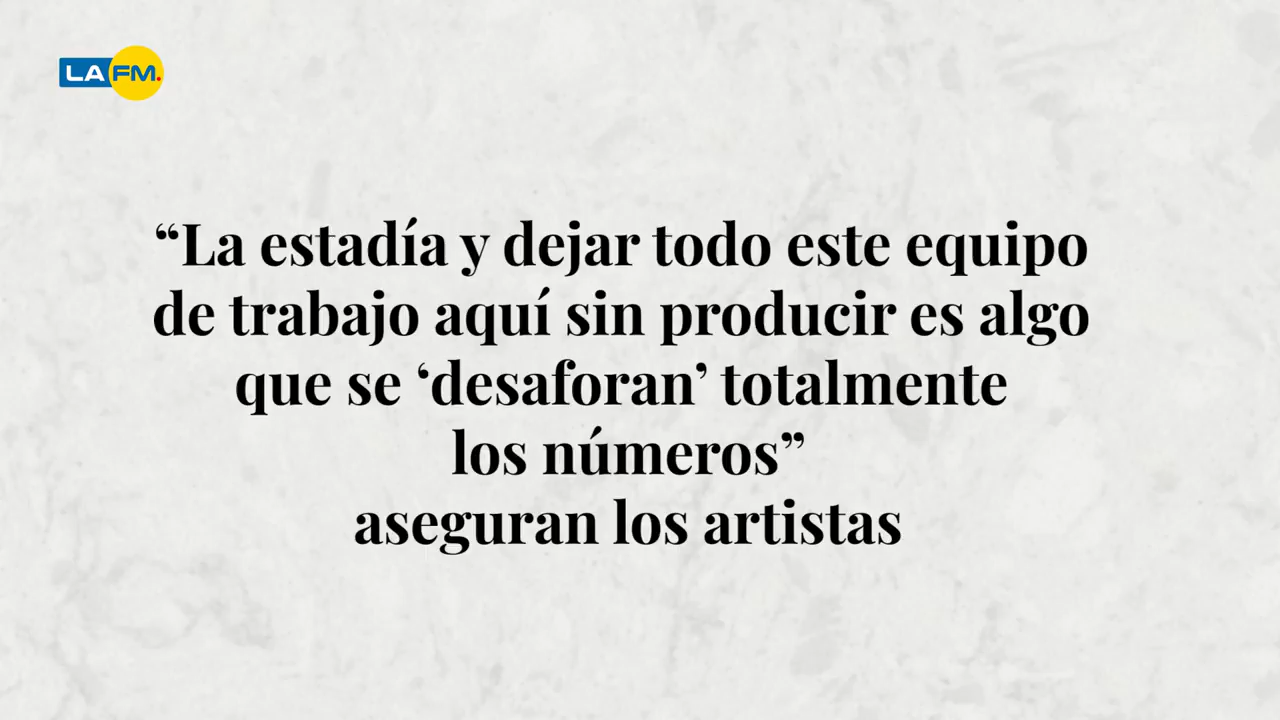 LA FM.
“La estadía y dejar todo este equipo
de trabajo aquí sin producir es algo
que se ‘desaforan’ totalmente
los números”
aseguran los artistas